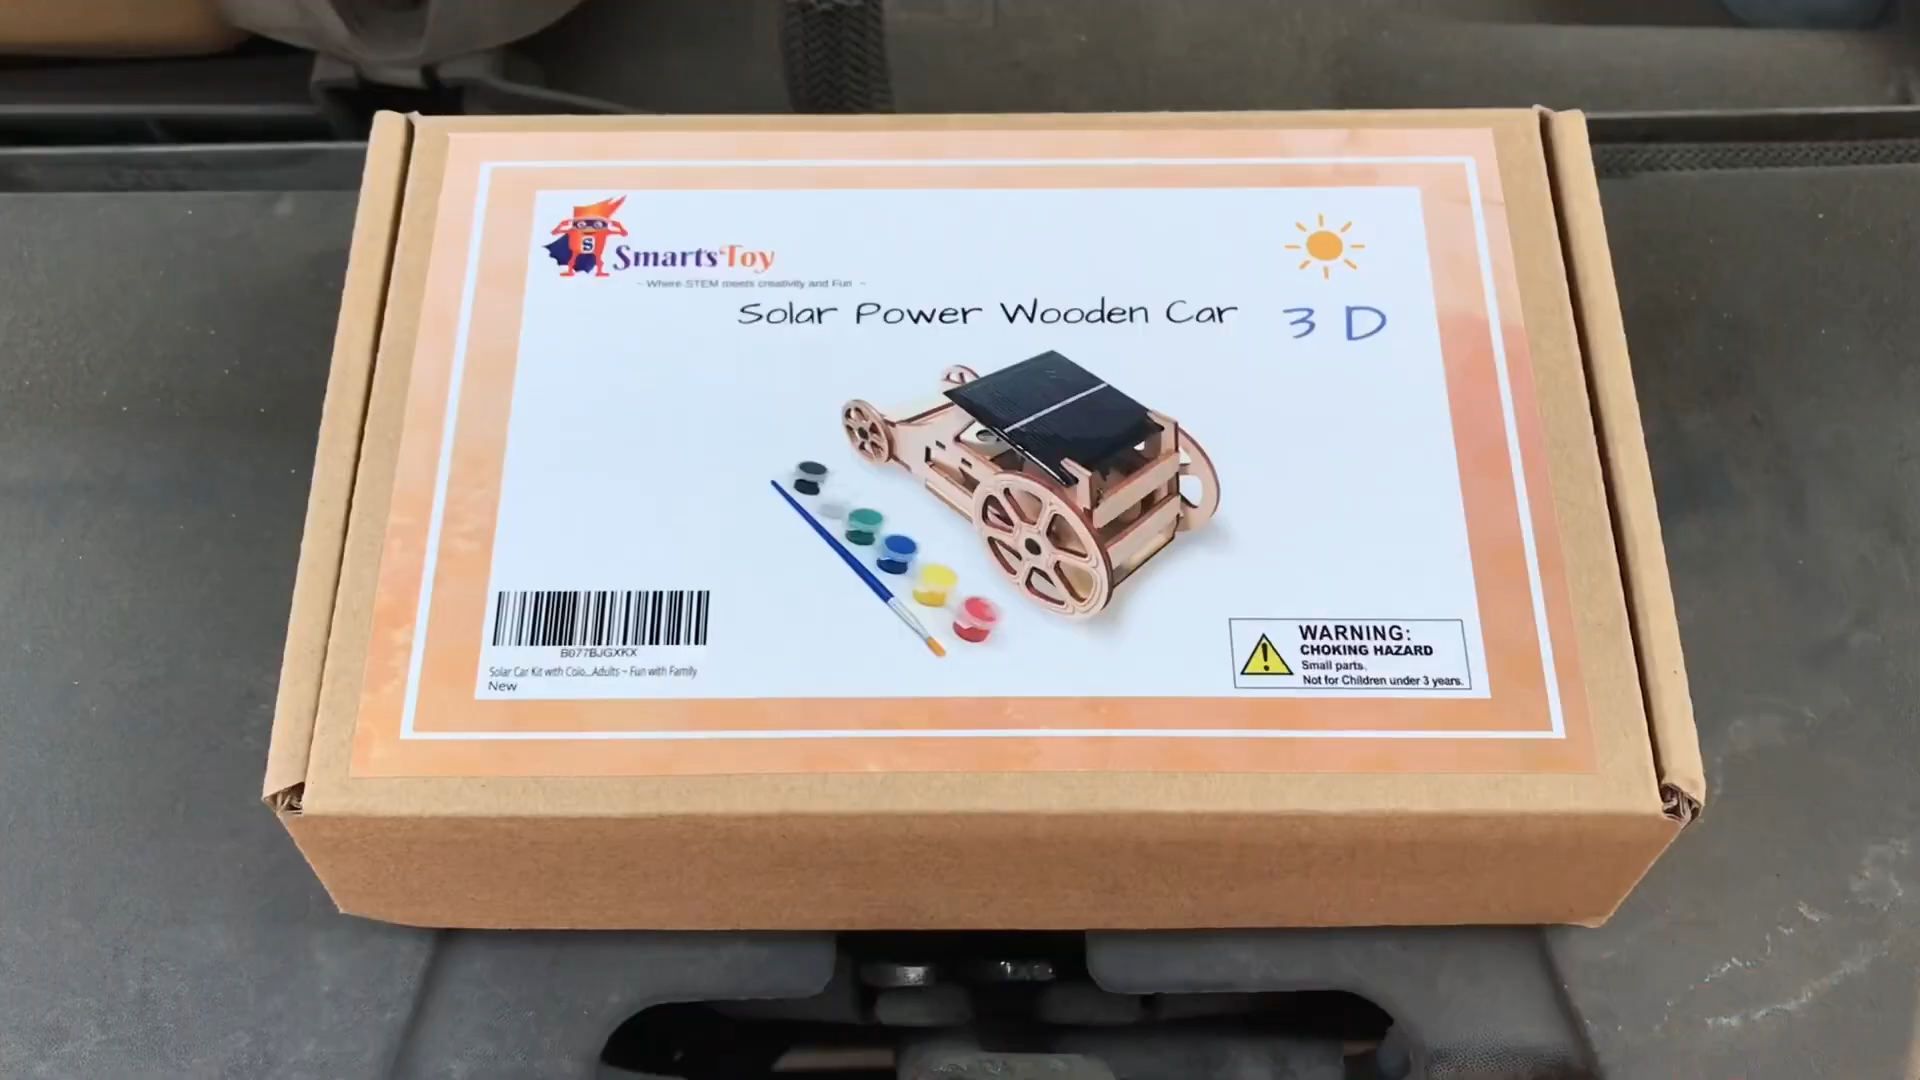 S
SmartsToy
~ Where STEM meets creativity and Fun ~
Solar Power Wooden Car 3 D
B077BJGXKX
Solar Car Kit with Colo...Adults ~ Fun with Family
New
WARNING:
CHOKING HAZARD
Small parts.
Not for Children under 3 years.